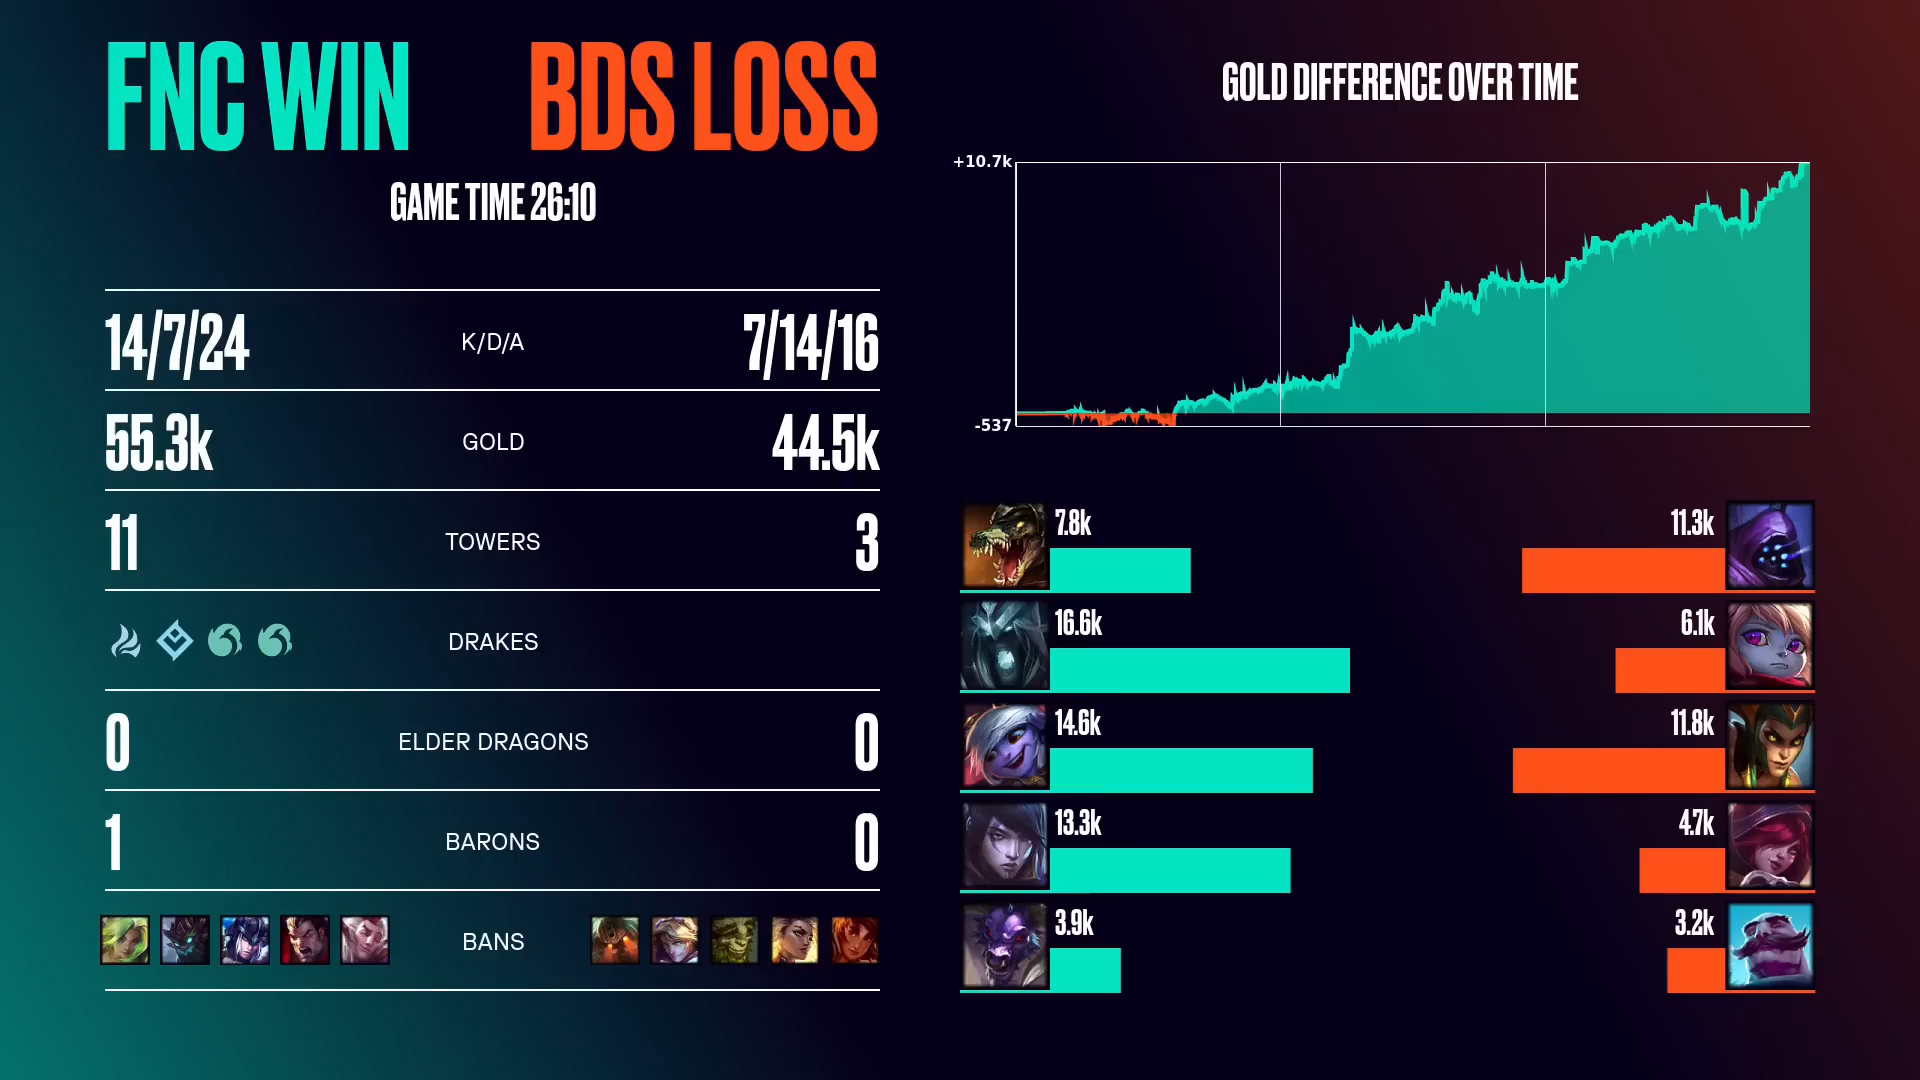 FNC WIN
BDS LOSS
GAME TIME 26:10
14/7/24 K/D/A 7/14/16
55.3k GOLD 44.5k
11 TOWERS 3
DRAKES
0 ELDER DRAGONS 0
1 BARONS 0
BANS
GOLD DIFFERENCE OVER TIME
+10.7k
-537
7.8k 11.3k
16.6k 6.1k
14.6k 11.8k
13.3k 4.7k
3.9k 3.2k